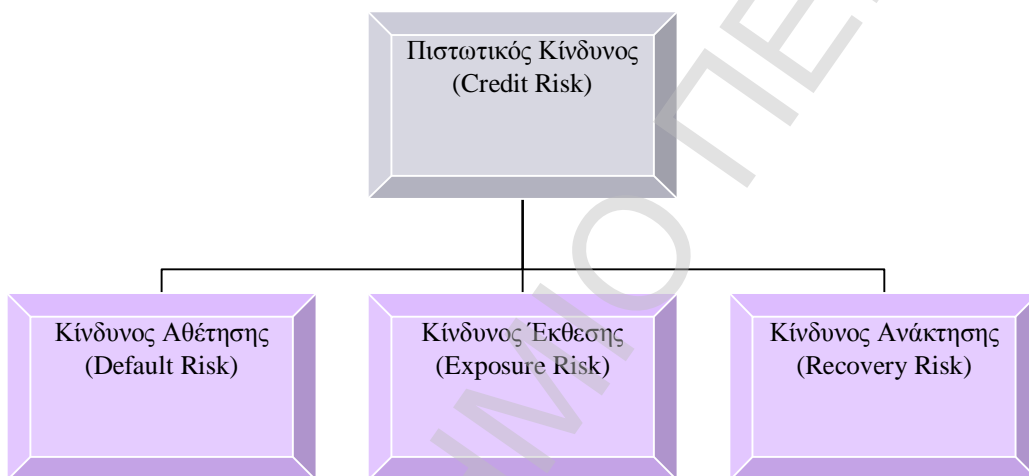 Πιστωτικός Κίνδυνος
(Credit Risk)
Κίνδυνος Αθέτησης
(Default Risk)
Κίνδυνος Έκθεσης
(Exposure Risk)
Κίνδυνος Ανάκτησης
(Recovery Risk)